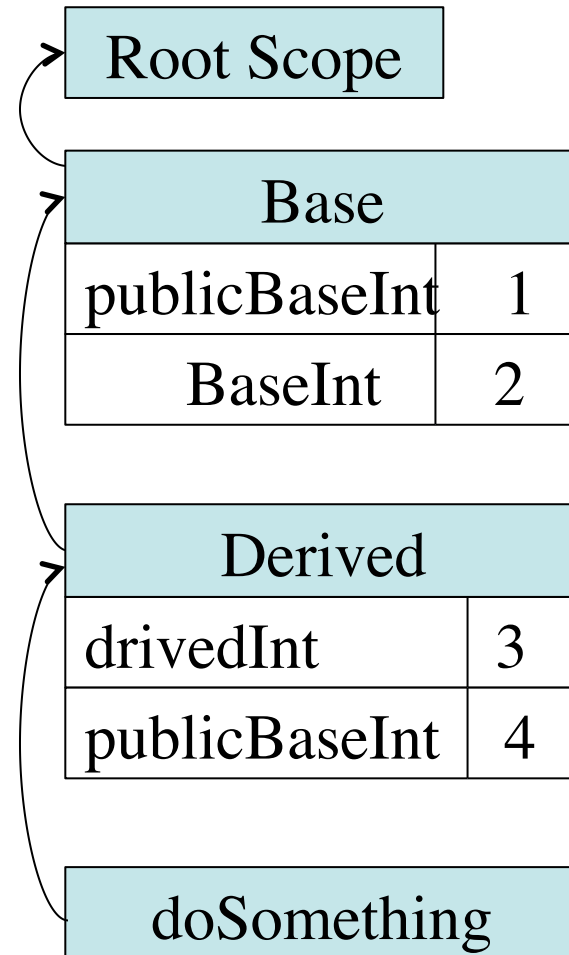 Root Scope
Base
publicBaseInt 1
BaseInt 2
Derived
drivedInt 3
publicBaseInt 4
doSomething